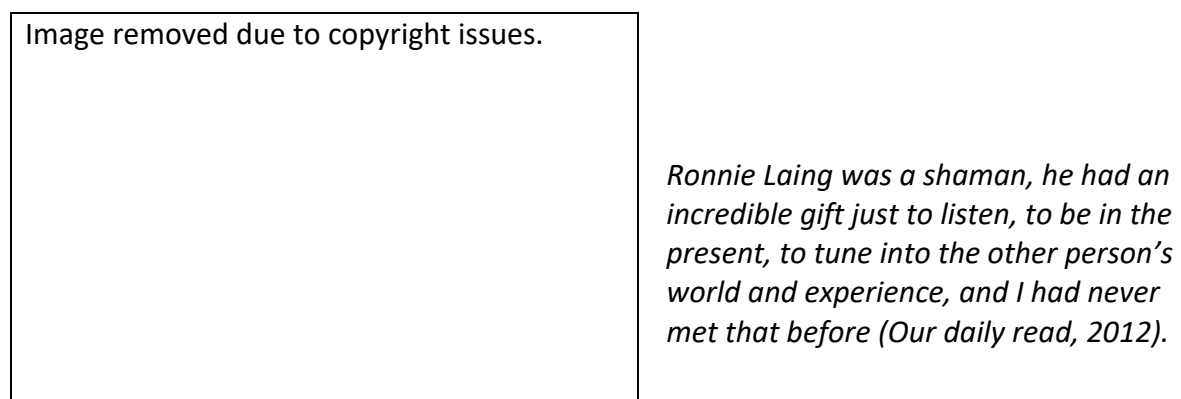 Image removed due to copyright issues.
Ronnie Laing was a shaman, he had an
incredible gift just to listen, to be in the
present, to tune into the other person’s
world and experience, and I had never
met that before (Our daily read, 2012).